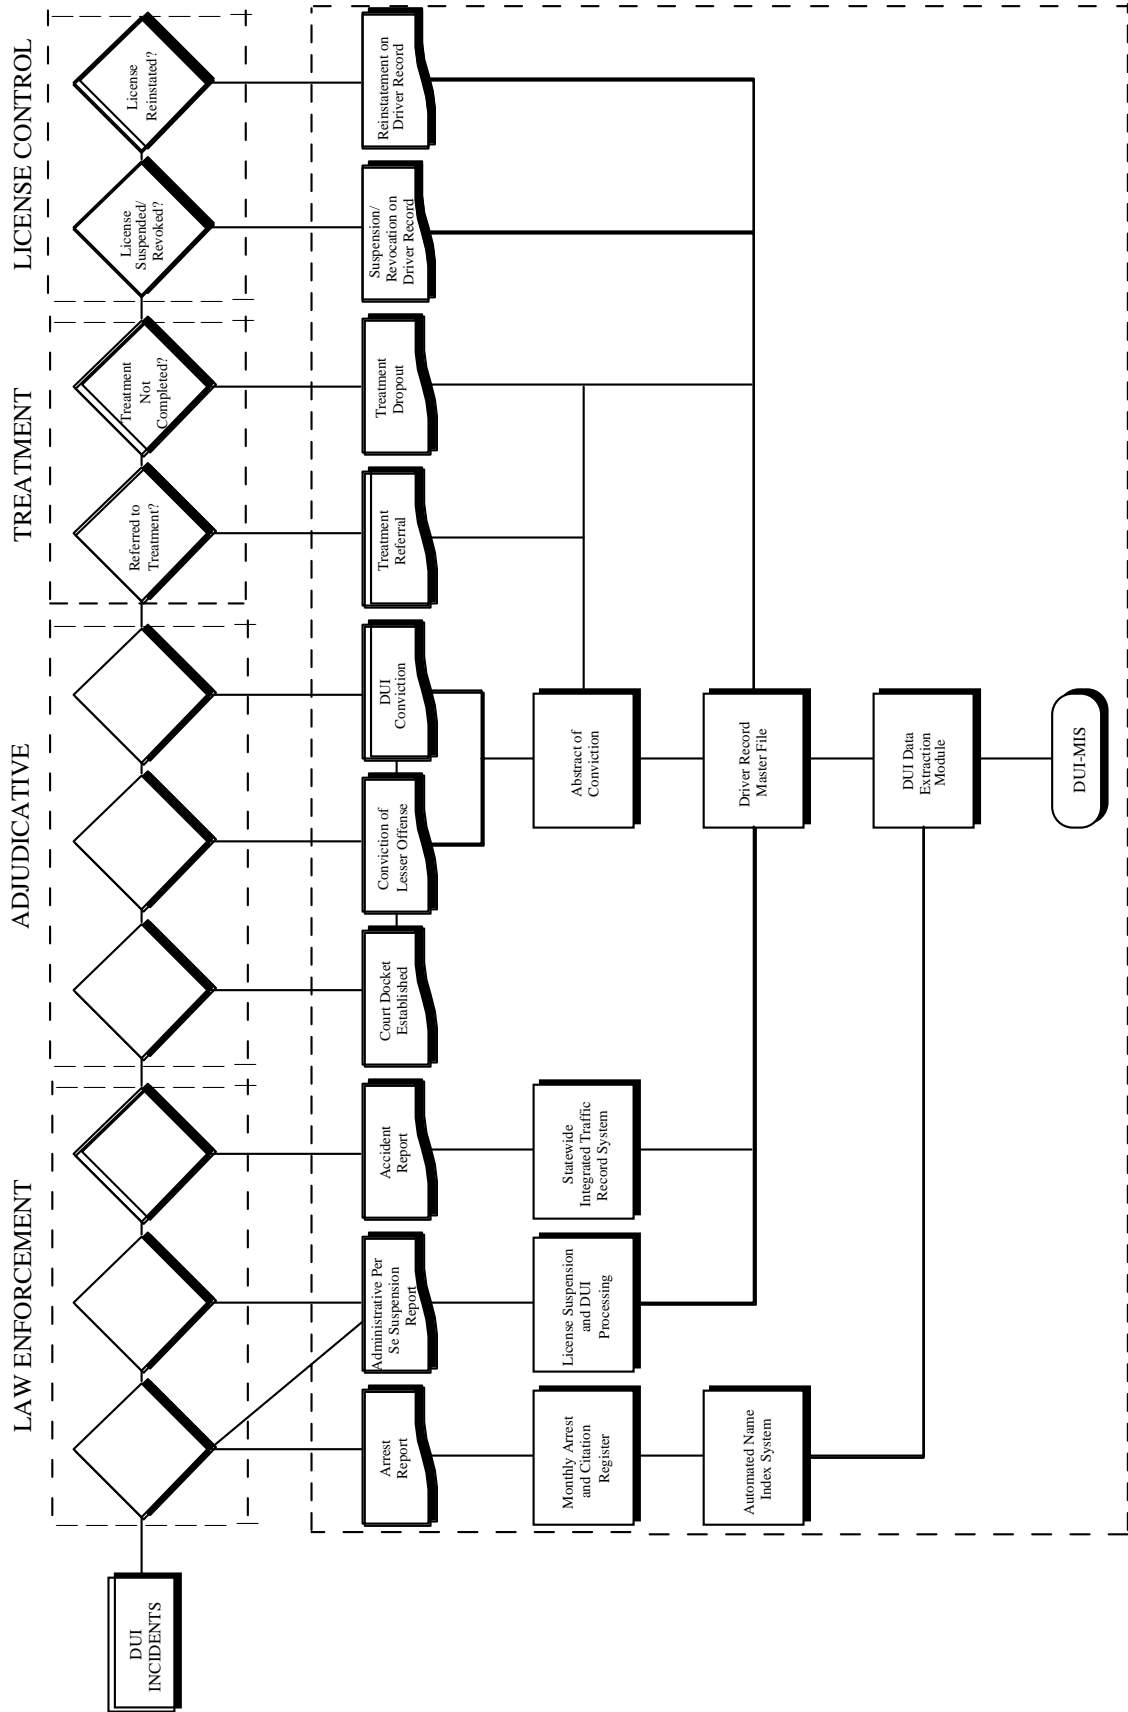 LAW ENFORCEMENT
ADJUDICATIVE
TREATMENT
LICENSE CONTROL
DUI
INCIDENTS
Referred to
Treatment?
Treatment
Not
Completed?
License
Suspended/
Revoked?
License
Reinstated?
Arrest
Report
Administrative Per
Se Suspension
Report
Accident
Report
Court Docket
Established
Conviction of
Lesser Offense
DUI
Conviction
Treatment
Referral
Treatment
Dropout
Suspension/
Revocation on
Driver Record
Reinstatement on
Driver Record
Monthly Arrest
and Citation
Register
License Suspension
and DUI
Processing
Statewide
Integrated Traffic
Record System
Abstract of
Conviction
Automated Name
Index System
Driver Record
Master File
DUI Data
Extraction
Module
DUI-MIS